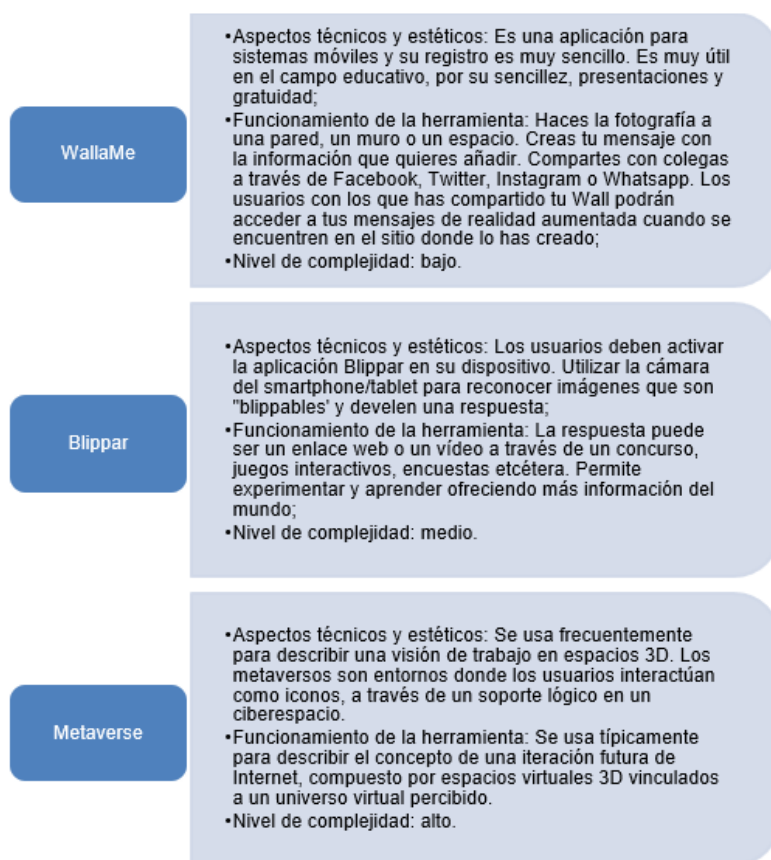 WallaMe
•Aspectos técnicos y estéticos: Es una aplicación para
sistemas móviles y su registro es muy sencillo. Es muy útil
en el campo educativo, por su sencillez, presentaciones y
gratuidad;
•Funcionamiento de la herramienta: Haces la fotografía a
una pared, un muro o un espacio. Creas tu mensaje con
la información que quieres añadir. Compartes con colegas
a través de Facebook, Twitter, Instagram o Whatsapp. Los
usuarios con los que has compartido tu Wall podrán
acceder a tus mensajes de realidad aumentada cuando se
encuentren en el sitio donde lo has creado;
•Nivel de complejidad: bajo.
Blippar
•Aspectos técnicos y estéticos: Los usuarios deben activar
la aplicación Blippar en su dispositivo. Utilizar la cámara
del smartphone/tablet para reconocer imágenes que son
"blippables' y develen una respuesta;
•Funcionamiento de la herramienta: La respuesta puede
ser un enlace web o un vídeo a través de un concurso,
juegos interactivos, encuestas etcétera. Permite
experimentar y aprender ofreciendo más información del
mundo;
•Nivel de complejidad: medio.
Metaverse
•Aspectos técnicos y estéticos: Se usa frecuentemente
para describir una visión de trabajo en espacios 3D. Los
metaversos son entornos donde los usuarios interactúan
como iconos, a través de un soporte lógico en un
ciberespacio.
•Funcionamiento de la herramienta: Se usa típicamente
para describir el concepto de una iteración futura de
Internet, compuesto por espacios virtuales 3D vinculados
a un universo virtual percibido.
•Nivel de complejidad: alto.